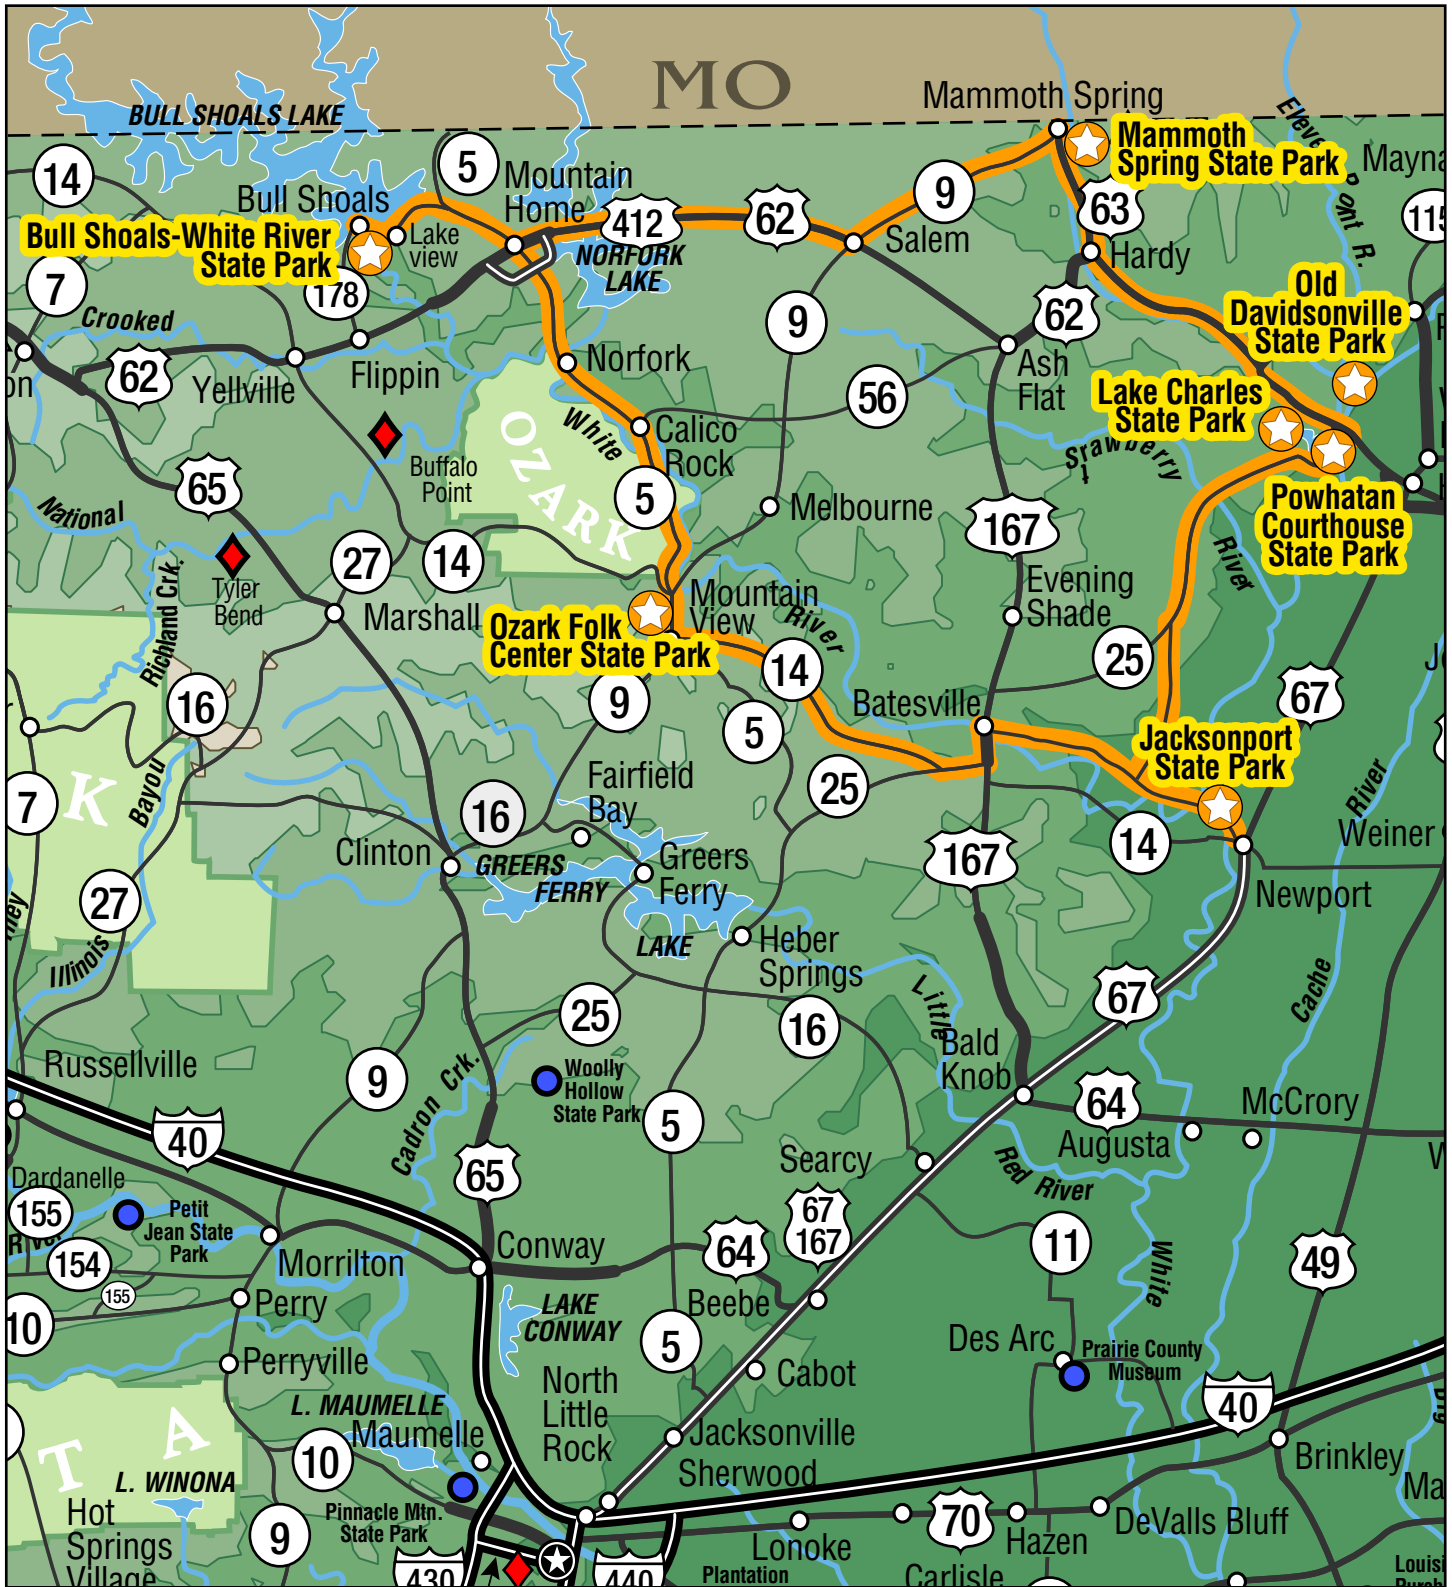 MO
BULL SHOALS LAKE
Mammoth Spring
Mammoth
Spring State Park
Eleven Point R.
14
5
Mountain
Home
Bull Shoals
9
63
115
412
62
Bull Shoals-White River
State Park
Lake
view
NORFORK
LAKE
Salem
Hardy
7
178
Old
Davidsonville
State Park
Crooked
9
62
62
Yellville
Flippin
Norfork
Ash
Flat
56
Lake Charles
State Park
OZARK
White
Calico
Rock
Buffalo
Point
Strawberry
65
5
Melbourne
Powhatan
Courthouse
State Park
National
167
River
27
14
Tyler
Bend
Richland Crk.
Marshall
Mountain
View
River
Evening
Shade
Ozark Folk
Center State Park
14
25
67
16
9
5
Batesville
Jacksonport
State Park
K
7
Bayou
Fairfield
Bay
25
River
16
Clinton
GREERS
FERRY
LAKE
Greers
Ferry
167
14
Weiner
27
Newport
Illinois
Heber
Springs
Little
67
Cache
25
16
Bald
Knob
Russellville
9
Cadron Crk.
Woolly
Hollow
State Park
5
64
McCrory
Augusta
40
65
Searcy
Red River
Dardanelle
155
Petit
Jean State
Park
River
154
Morrilton
Conway
64
67
167
11
White
49
155
10
Perry
LAKE
CONWAY
Beebe
5
Des Arc
Prairie County
Museum
Perryville
North
Little
Rock
Cabot
40
T A
L. MAUMELLE
Maumelle
Jacksonville
Brinkley
10
L. WINONA
Sherwood
Hot
Springs
Village
9
Pinnacle Mtn.
State Park
70
Hazen
DeValls Bluff
Lonoke
430
440
Plantation
Carlisle